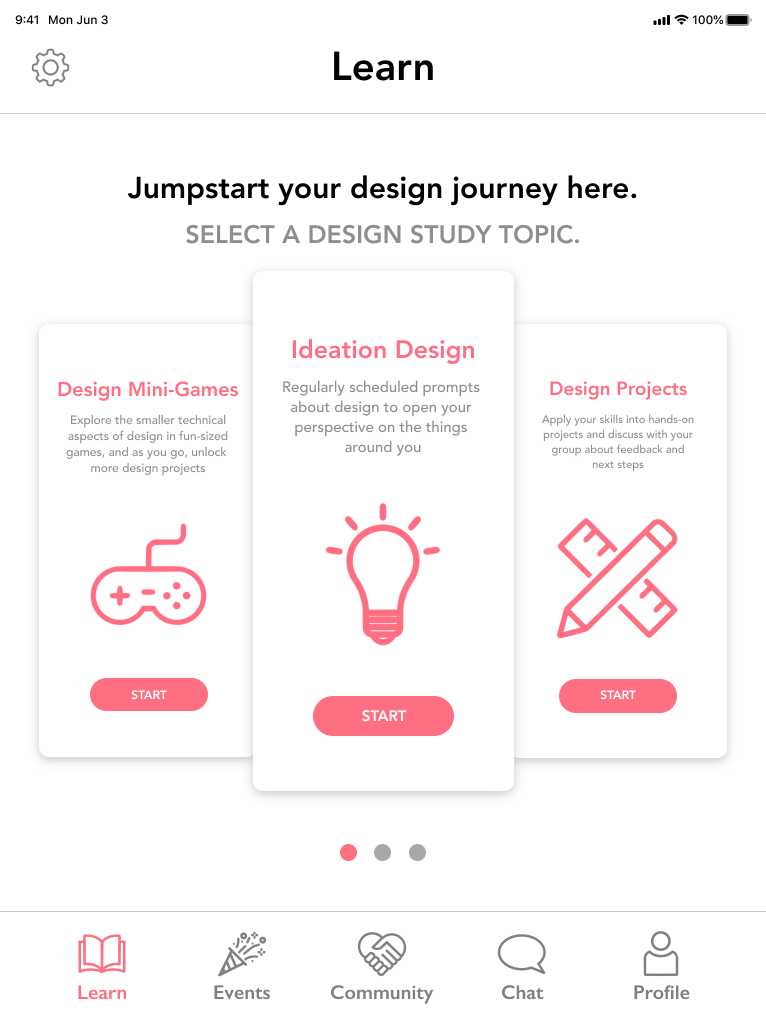 9:41 Mon Jun 3
100%
Learn
Jumpstart your design journey here.
SELECT A DESIGN STUDY TOPIC.
Design Mini-Games
Explore the smaller technical
aspects of design in fun-sized
games, and as you go, unlock
more design projects
START
Ideation Design
Regularly scheduled prompts
about design to open your
perspective on the things
around you
START
Design Projects
Apply your skills into hands-on
projects and discuss with your
group about feedback and
next steps
START
Learn
Events
Community
Chat
Profile